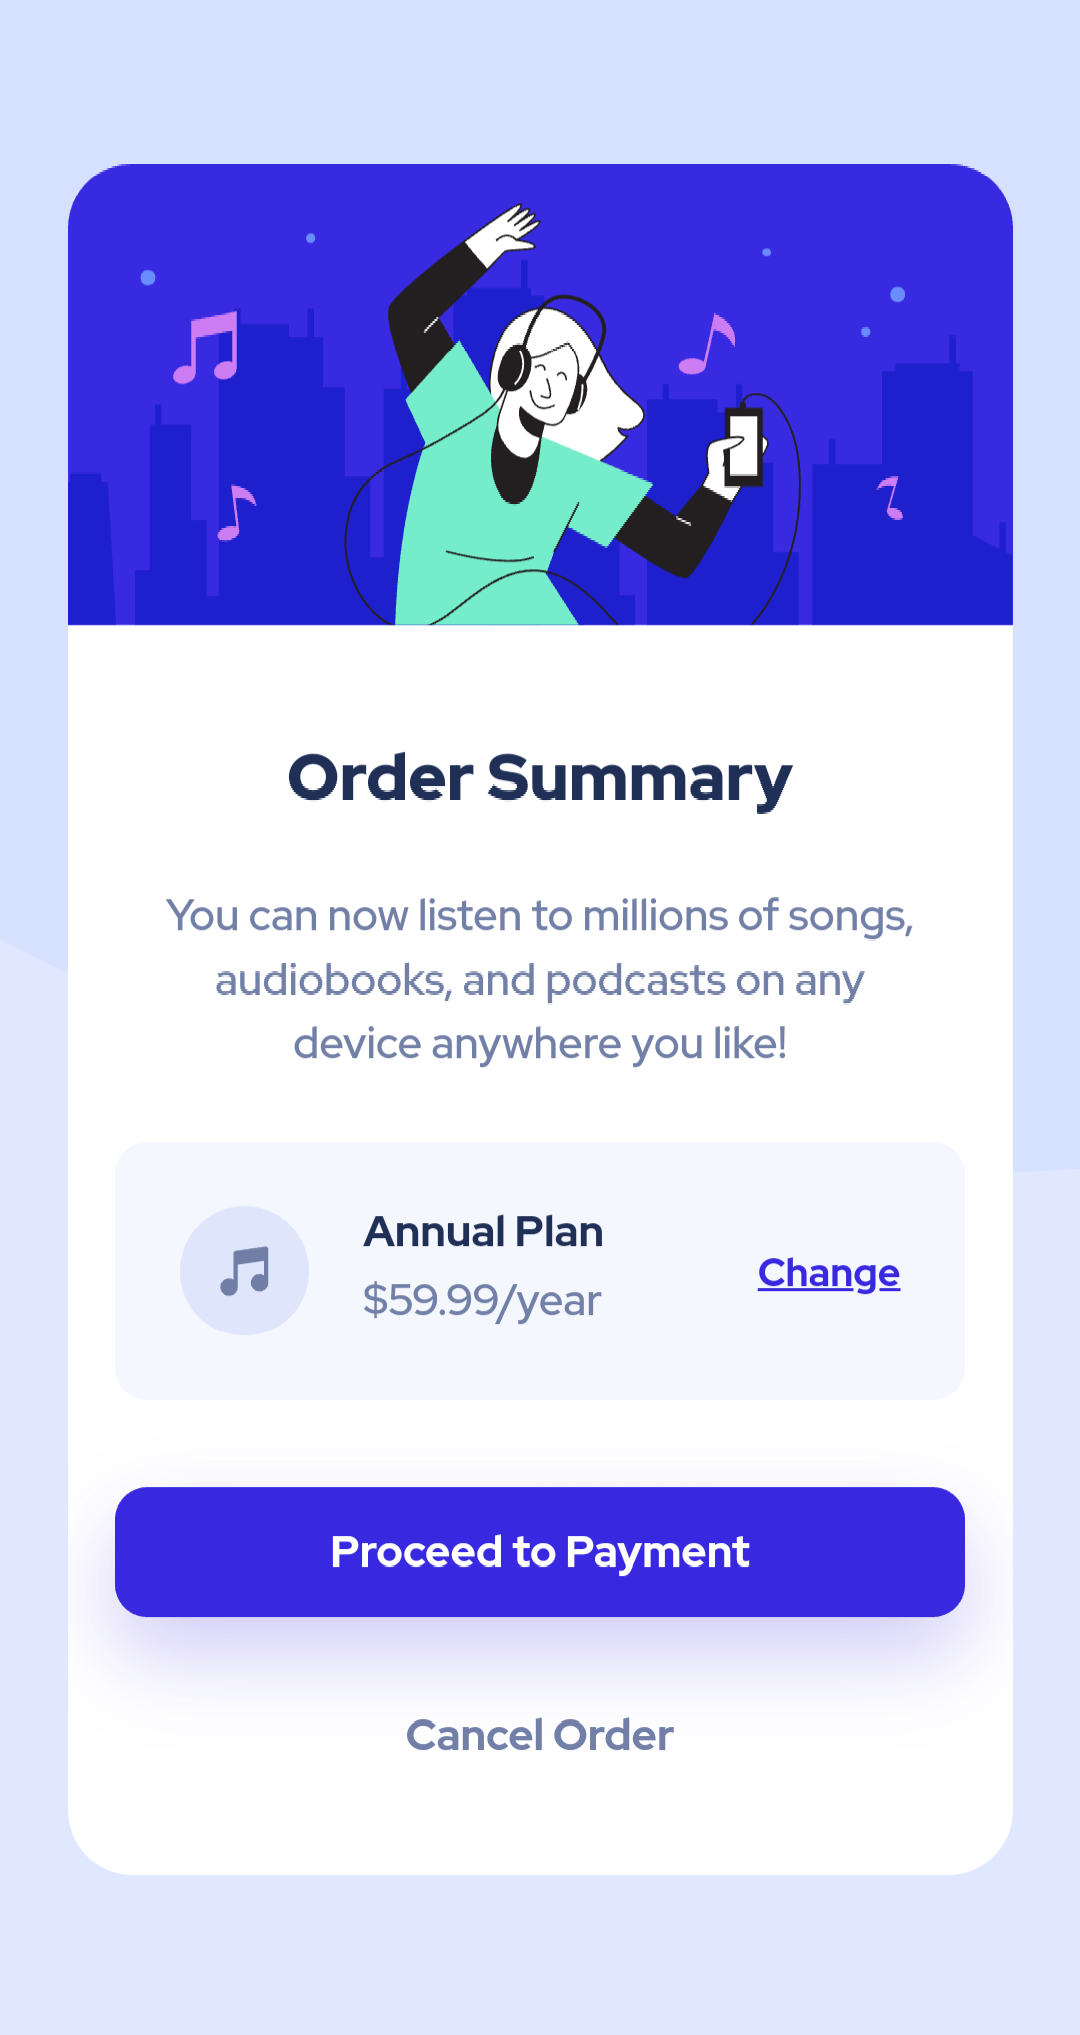 Order Summary
You can now listen to millions of songs,
audiobooks, and podcasts on any
device anywhere you like!
Annual Plan
$59.99/year
Change
Proceed to Payment
Cancel Order